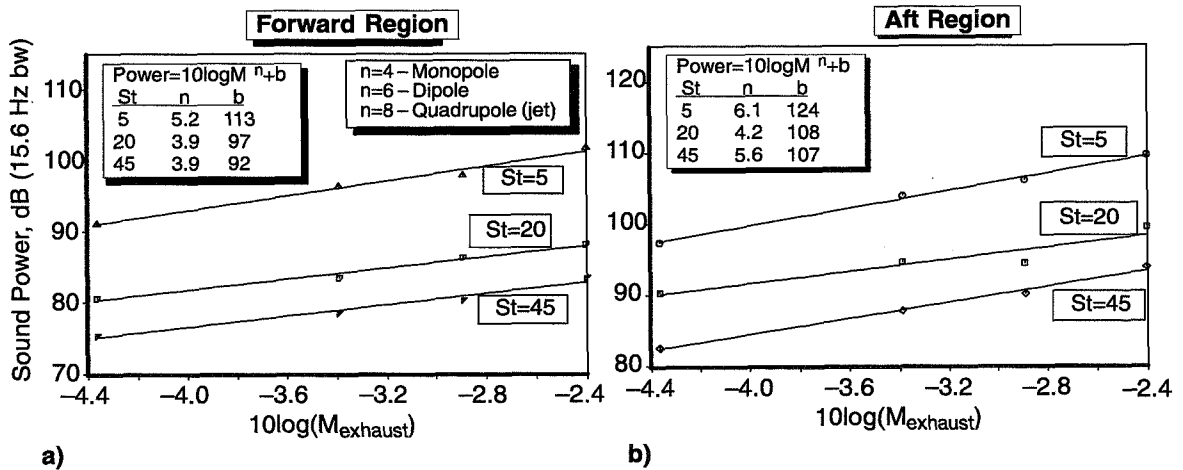 Forward Region
Sound Power, dB (15.6 Hz bw)
110
100
90
80
70
Power=10logM n+b
St n b
5 5.2 113
20 3.9 97
45 3.9 92
n=4 – Monopole
n=6 – Dipole
n=8 – Quadrupole (jet)
St=5
St=20
St=45
−4.4 −4.0 −3.6 −3.2 −2.8 −2.4
10log(Mexhaust)
a)
Aft Region
120
110
100
90
80
Power=10logM n+b
St n b
5 6.1 124
20 4.2 108
45 5.6 107
St=5
St=20
St=45
−4.4 −4.0 −3.6 −3.2 −2.8 −2.4
10log(Mexhaust)
b)